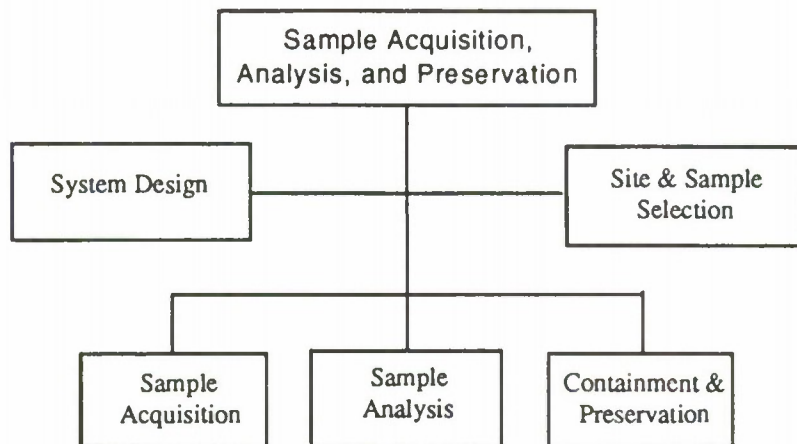 Sample Acquisition,
Analysis, and Preservation
System Design
Site & Sample
Selection
Sample
Acquisition
Sample
Analysis
Containment &
Preservation